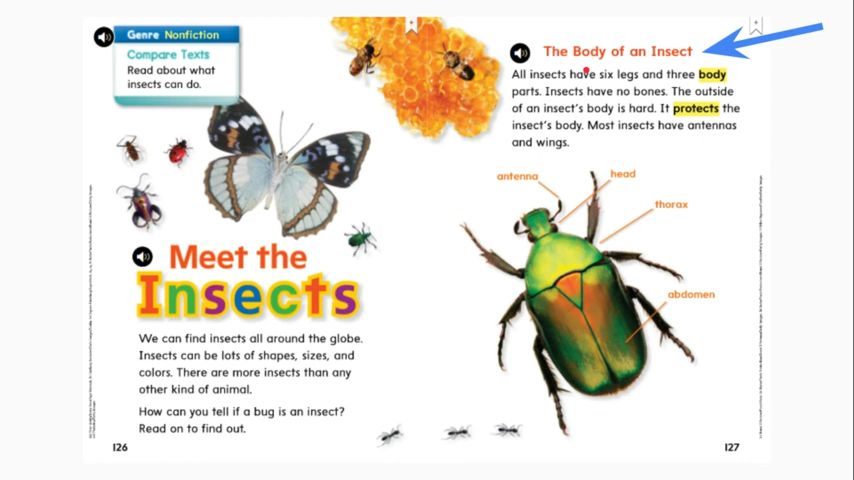 Genre Nonfiction
Compare Texts
Read about what
insects can do.
Meet the
Insects
We can find insects all around the globe.
Insects can be lots of shapes, sizes, and
colors. There are more insects than any
other kind of animal.
How can you tell if a bug is an insect?
Read on to find out.
126
The Body of an Insect
All insects have six legs and three body
parts. Insects have no bones. The outside
of an insect's body is hard. It protects the
insect's body. Most insects have antennas
and wings.
antenna
head
thorax
abdomen
127